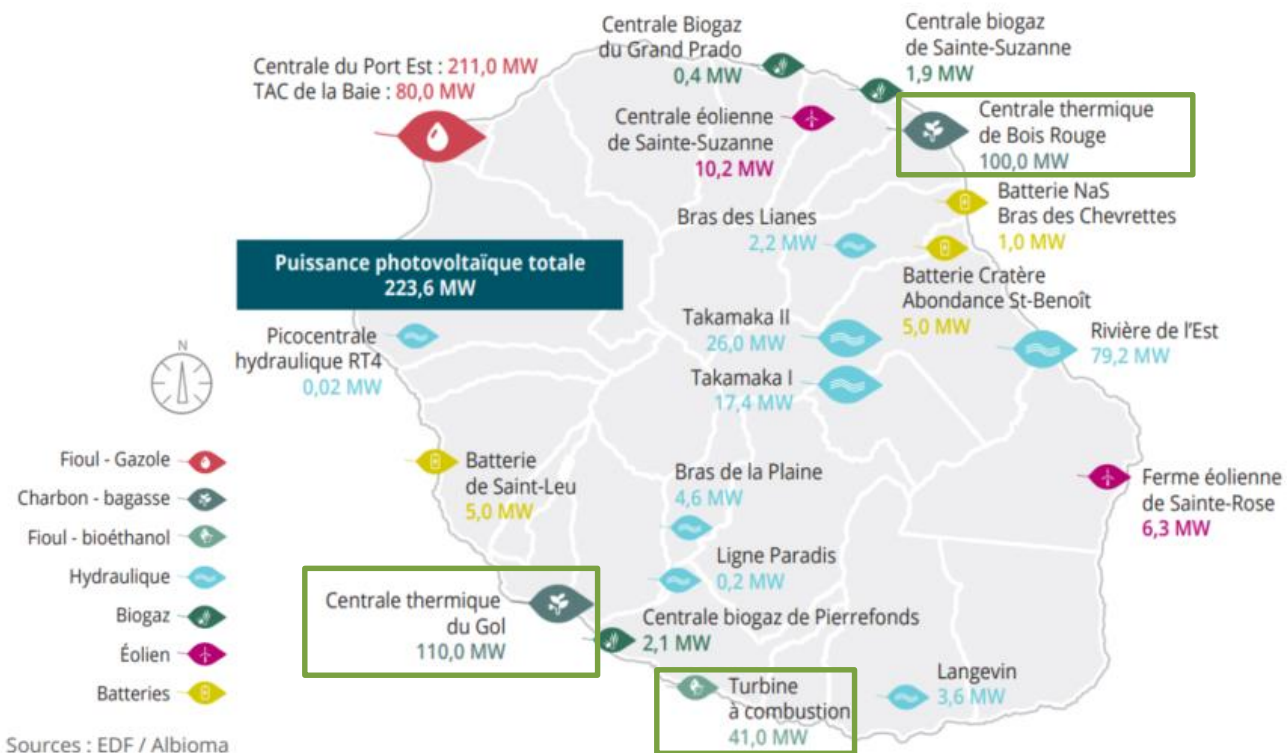 Centrale du Port Est : 211,0 MW
TAC de la Baie : 80,0 MW
Centrale Biogaz
du Grand Prado
0,4 MW
Centrale biogaz
de Sainte-Suzanne
1,9 MW
Centrale éolienne
de Sainte-Suzanne
10,2 MW
Centrale thermique
de Bois Rouge
100,0 MW
Batterie NaS
Bras des Chevrettes
1,0 MW
Bras des Lianes
2,2 MW
Puissance photovoltaïque totale
223,6 MW
Batterie Cratère
Abondance St-Benoît
5,0 MW
Picocentrale
hydraulique RT4
0,02 MW
Takamaka II
26,0 MW
Rivière de l'Est
79,2 MW
Takamaka I
17,4 MW
N
Batterie
de Saint-Leu
5,0 MW
Bras de la Plaine
4,6 MW
Ferme éolienne
de Sainte-Rose
6,3 MW
Ligne Paradis
0,2 MW
Centrale thermique
du Gol
110,0 MW
Centrale biogaz de Pierrefonds
2,1 MW
Turbine
à combustion
41,0 MW
Langevin
3,6 MW
Fioul - Gazole
Charbon - bagasse
Fioul - bioéthanol
Hydraulique
Biogaz
Éolien
Batteries
Sources : EDF / Albioma